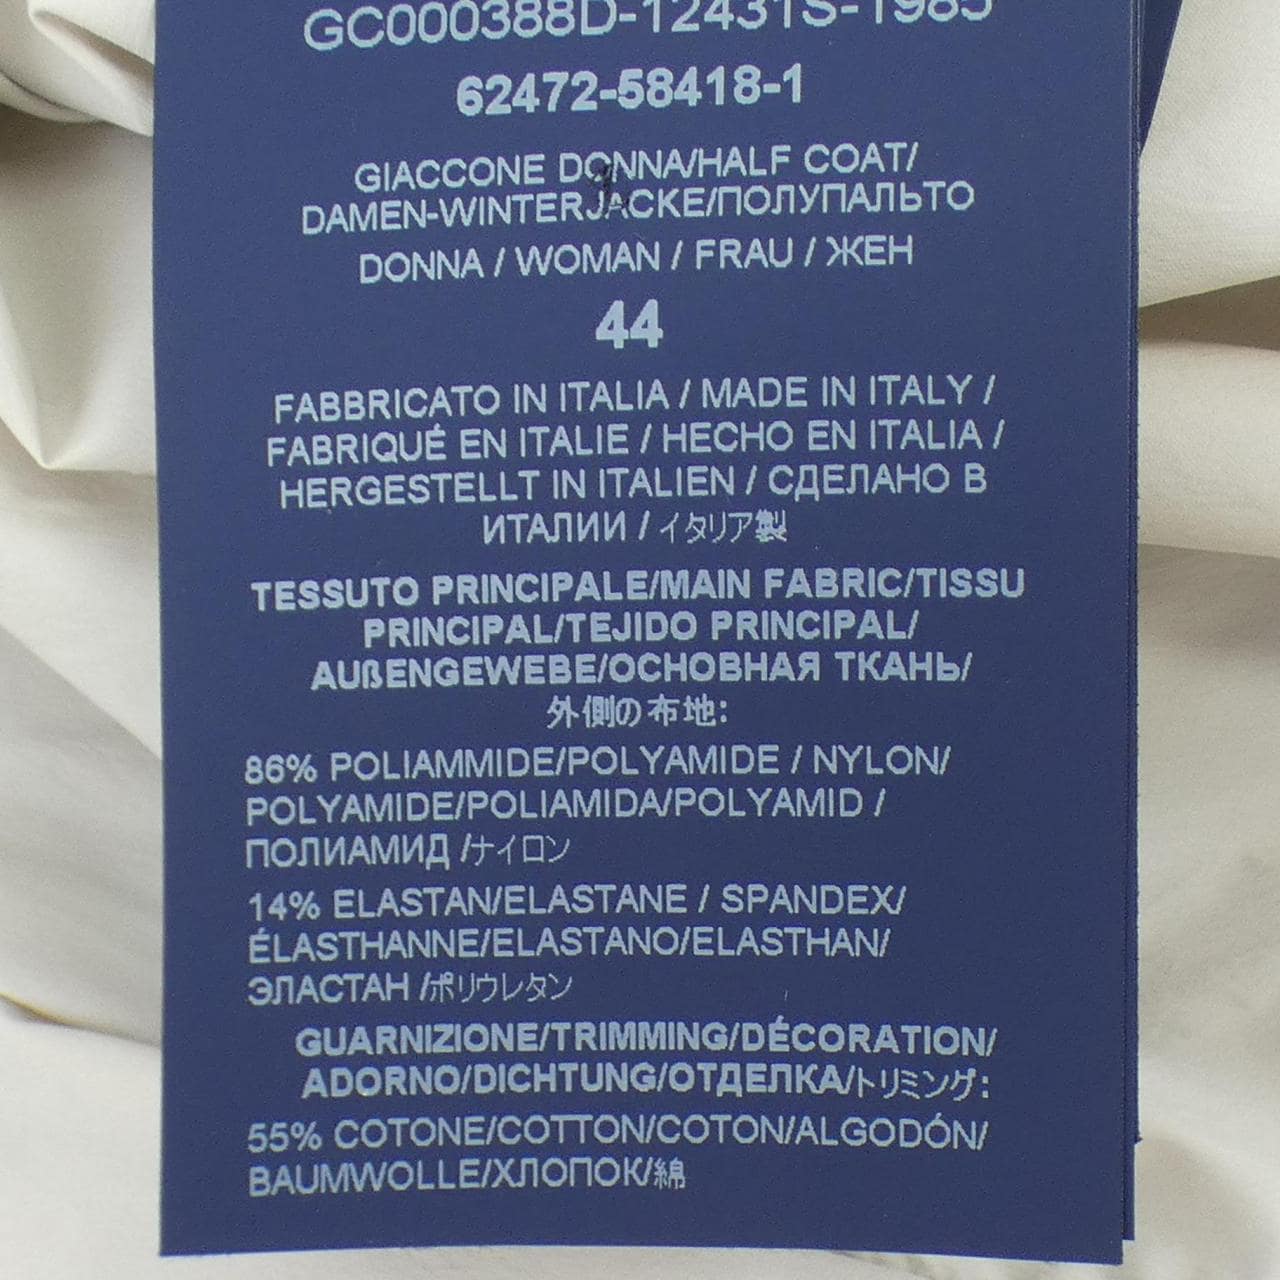 GC000388D-12431S-1985
62472-58418-1
GIACCONE DONNA/HALF COAT/
DAMEN-WINTERJACKE/ПОЛУПАЛЬТО
DONNA / WOMAN / FRAU / ЖЕН
44
FABBRICATO IN ITALIA / MADE IN ITALY /
FABRIQUÉ EN ITALIE / HECHO EN ITALIA /
HERGESTELLT IN ITALIEN / СДЕЛАНО В
ИТАЛИИ / イタリア製
TESSUTO PRINCIPALE/MAIN FABRIC/TISSU
PRINCIPAL/TEJIDO PRINCIPAL/
AUßENGEWEBE/ОСНОВНАЯ ТКАНЬ/
外側の布地:
86% POLIAMMIDE/POLYAMIDE / NYLON/
POLYAMIDE/POLIAMIDA/POLYAMID /
ПОЛИАМИД /ナイロン
14% ELASTAN/ELASTANE / SPANDEX/
ÉLASTHANNE/ELASTANO/ELASTHAN/
ЭЛАСТАН /ポリウレタン
GUARNIZIONE/TRIMMING/DÉCORATION/
ADORNO/DICHTUNG/ОТДЕЛКА/トリミング:
55% COTONE/COTTON/COTON/ALGODÓN/
BAUMWOLLE/ХЛОПОК/綿